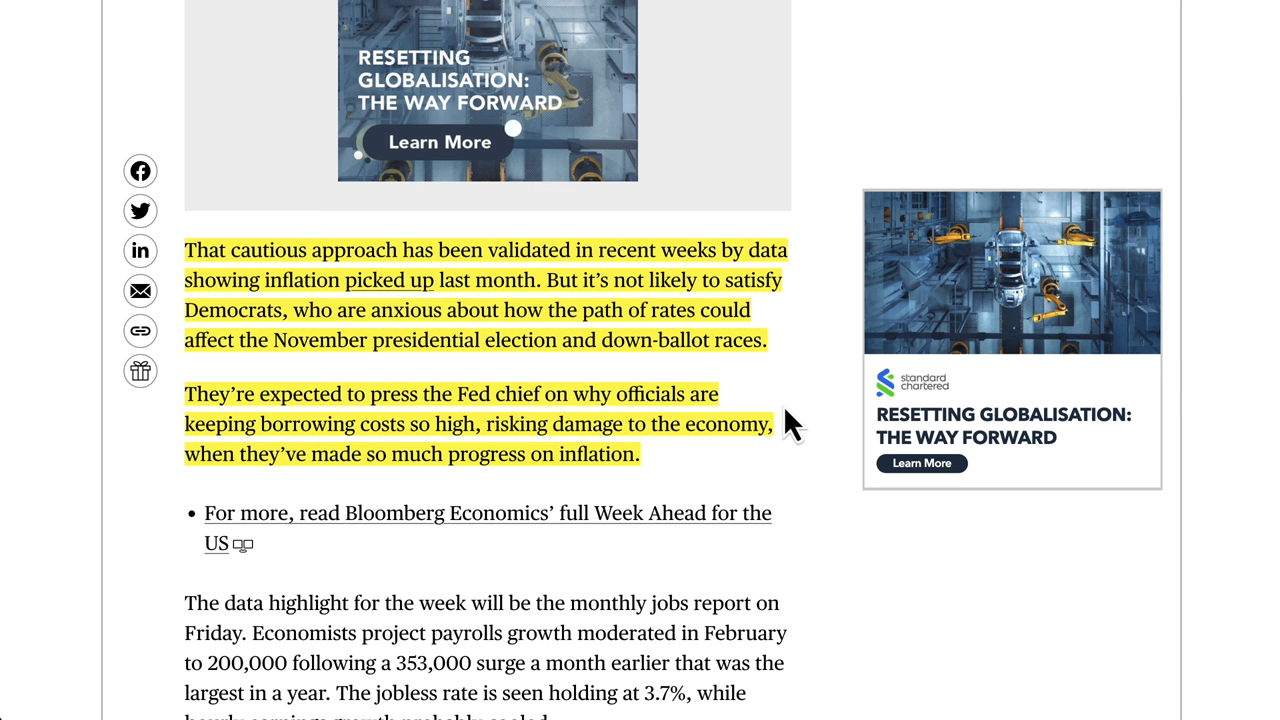 RESETTING
GLOBALISATION:
THE WAY FORWARD
Learn More
That cautious approach has been validated in recent weeks by data
showing inflation picked up last month. But it’s not likely to satisfy
Democrats, who are anxious about how the path of rates could
affect the November presidential election and down-ballot races.
They’re expected to press the Fed chief on why officials are
keeping borrowing costs so high, risking damage to the economy,
when they’ve made so much progress on inflation.
• For more, read Bloomberg Economics’ full Week Ahead for the
US
The data highlight for the week will be the monthly jobs report on
Friday. Economists project payrolls growth moderated in February
to 200,000 following a 353,000 surge a month earlier that was the
largest in a year. The jobless rate is seen holding at 3.7%, while
standard
chartered
RESETTING GLOBALISATION:
THE WAY FORWARD
Learn More